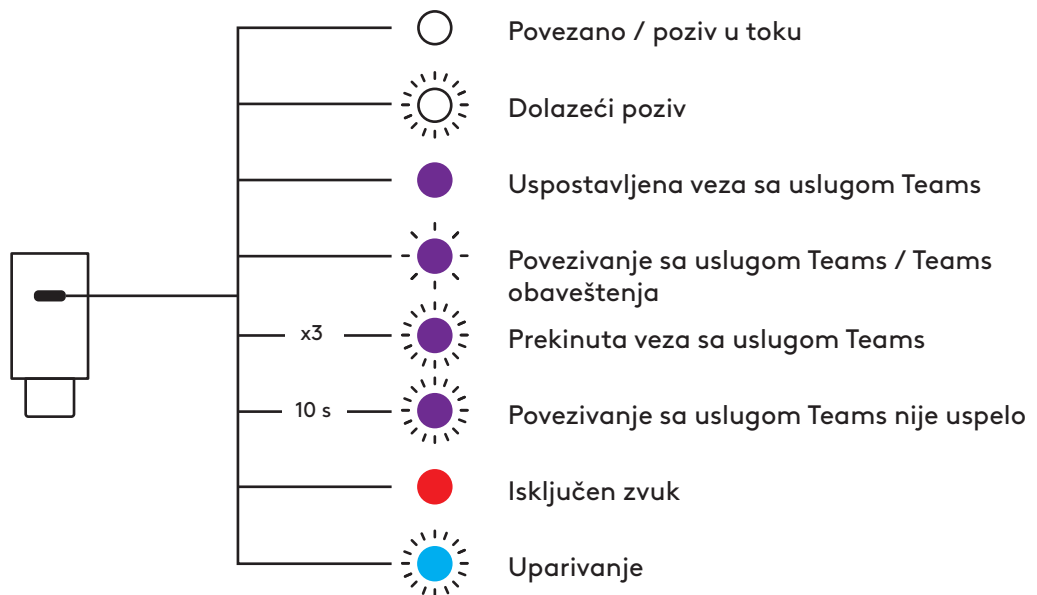 Povezano / poziv u toku
Dolazeći poziv
Uspostavljena veza sa uslugom Teams
Povezivanje sa uslugom Teams / Teams
obaveštenja
x3
Prekinuta veza sa uslugom Teams
10 s
Povezivanje sa uslugom Teams nije uspelo
Isključen zvuk
Uparivanje